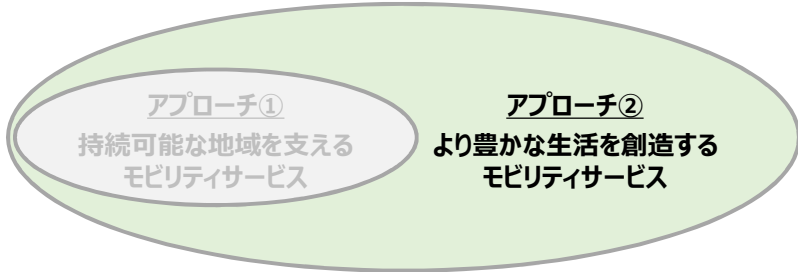 アプローチ①
持続可能な地域を支える
モビリティサービス
アプローチ②
より豊かな生活を創造する
モビリティサービス